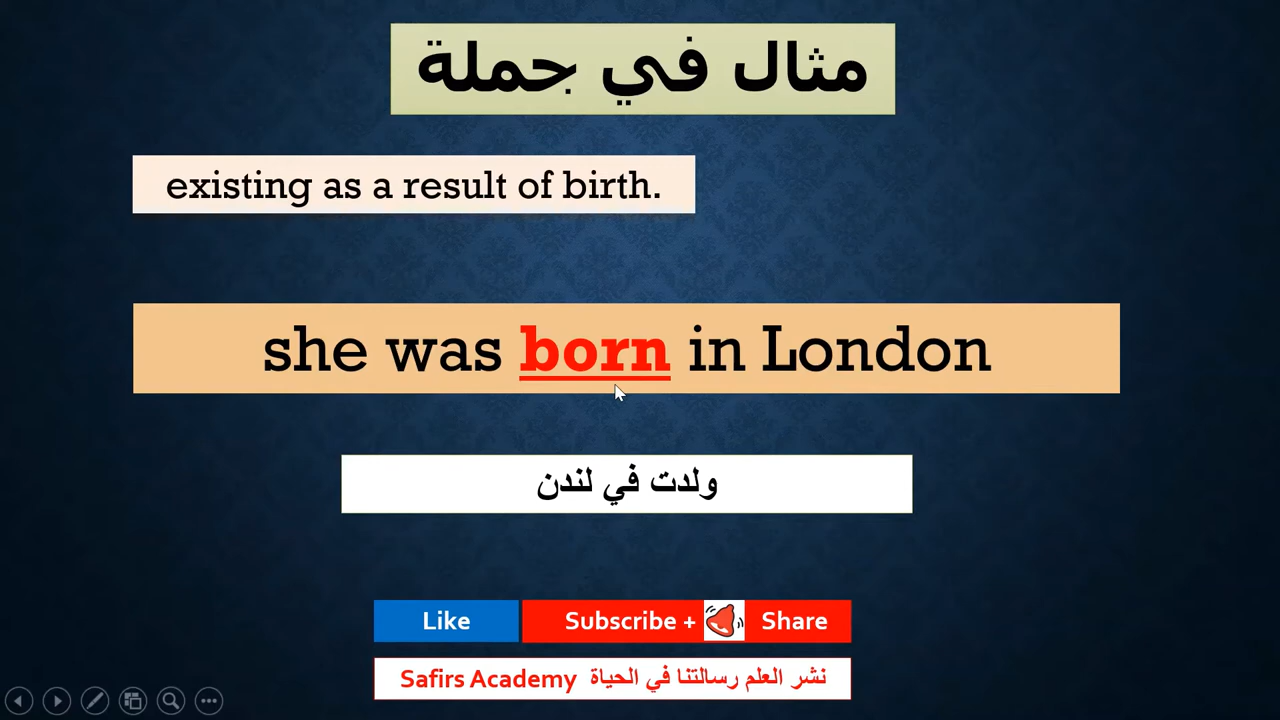 مثال في جملة
existing as a result of birth.
she was born in London
ولدت في لندن
Like Subscribe + Share
Safirs Academy نشر العلم رسالتنا في الحياة